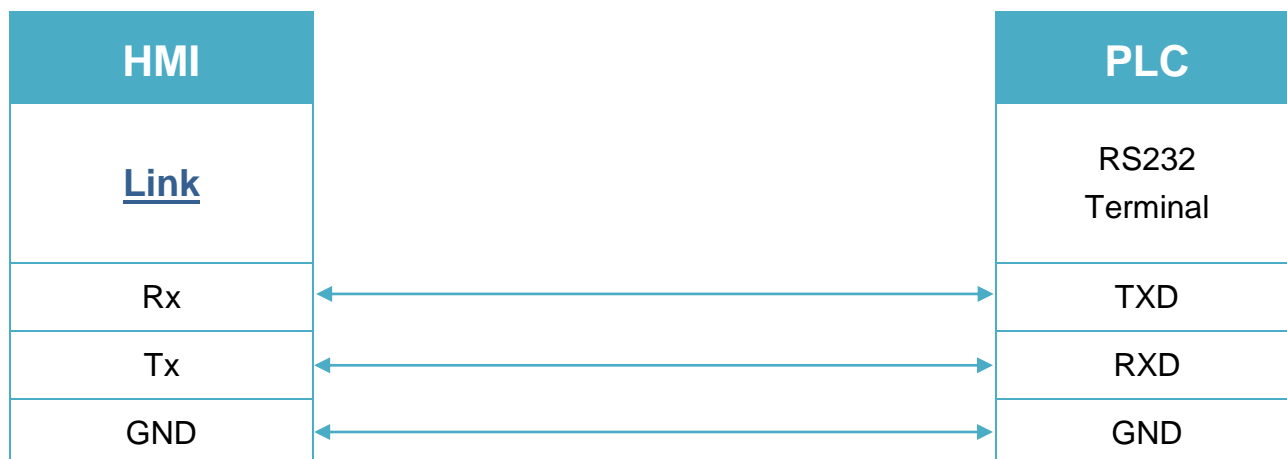 HMI PLC
Link RS232
Terminal
Rx TXD
Tx RXD
GND GND